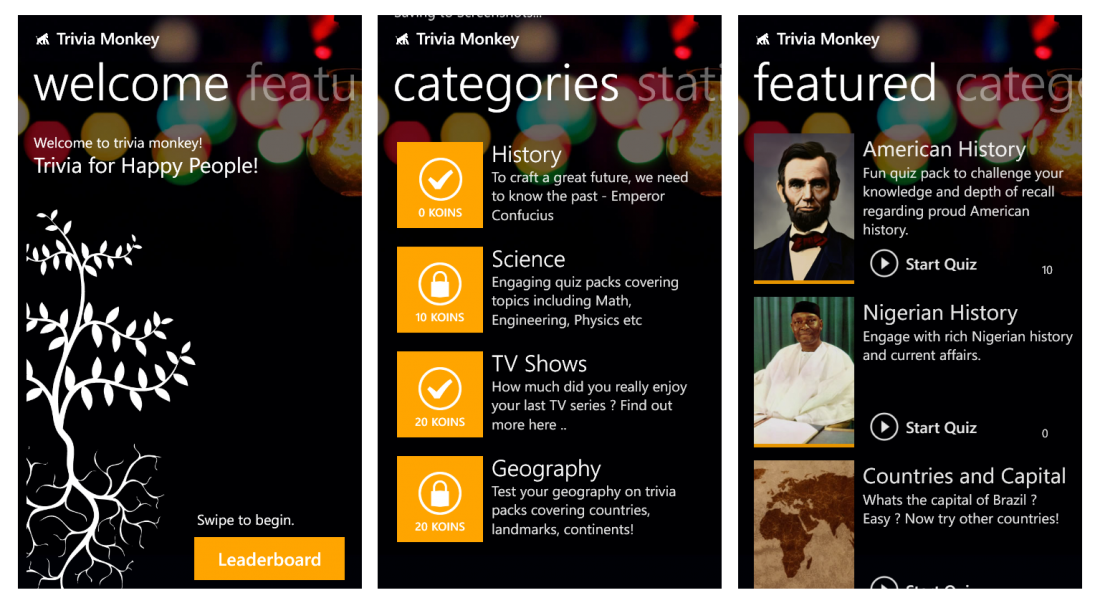 Trivia Monkey
welcome featu
Welcome to trivia monkey!
Trivia for Happy People!
Swipe to begin.
Leaderboard
Saving to Screenshots...
Trivia Monkey
categories stati
0 KOINS
History
To craft a great future, we need
to know the past - Emperor
Confucius
10 KOINS
Science
Engaging quiz packs covering
topics including Math,
Engineering, Physics etc
20 KOINS
TV Shows
How much did you really enjoy
your last TV series ? Find out
more here ..
20 KOINS
Geography
Test your geography on trivia
packs covering countries,
landmarks, continents!
Trivia Monkey
featured categ
American History
Fun quiz pack to challenge your
knowledge and depth of recall
regarding proud American
history.
Start Quiz 10
Nigerian History
Engage with rich Nigerian history
and current affairs.
Start Quiz 0
Countries and Capital
Whats the capital of Brazil ?
Easy ? Now try other countries!
Start Quiz